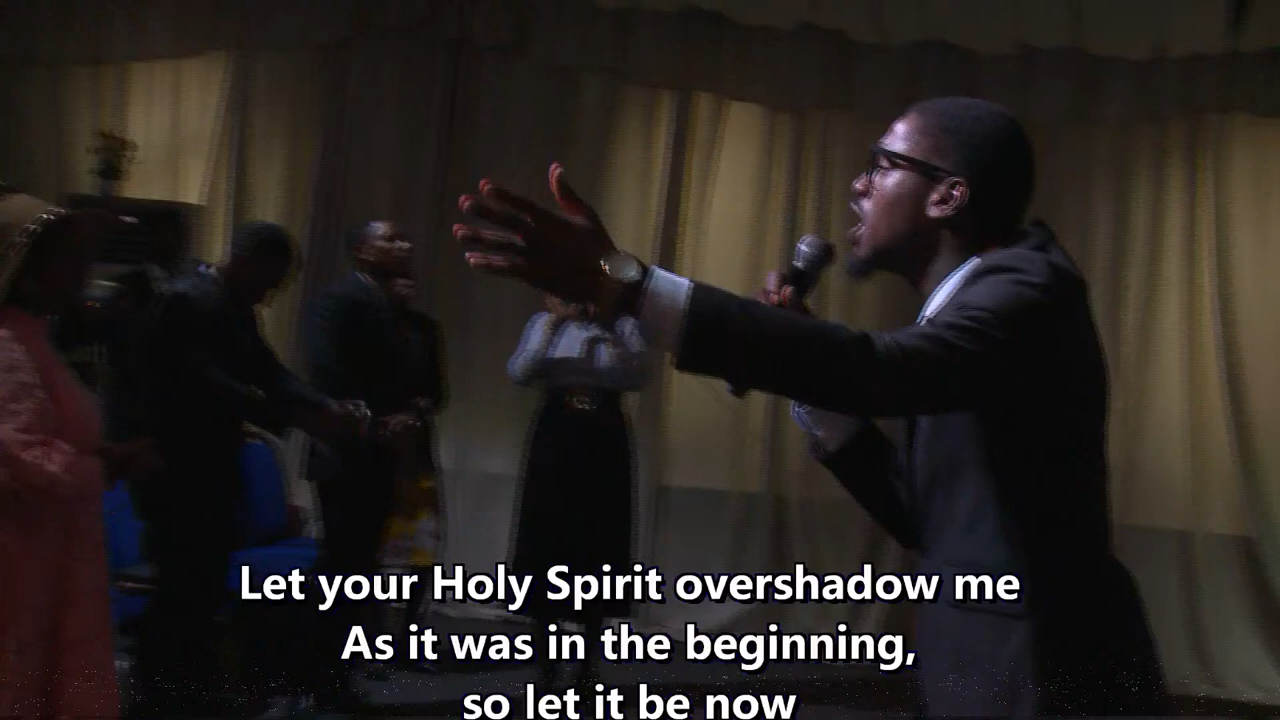 Let your Holy Spirit overshadow me
As it was in the beginning,
so let it be now